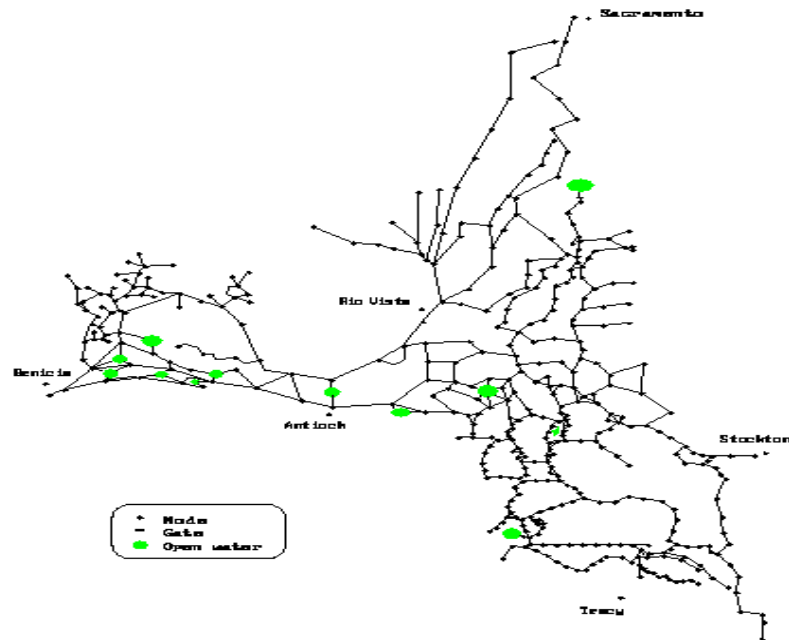 Sacramento
Rio Vista
Benicia
Antioch
Stockton
Node
Gate
Open water
Tracy